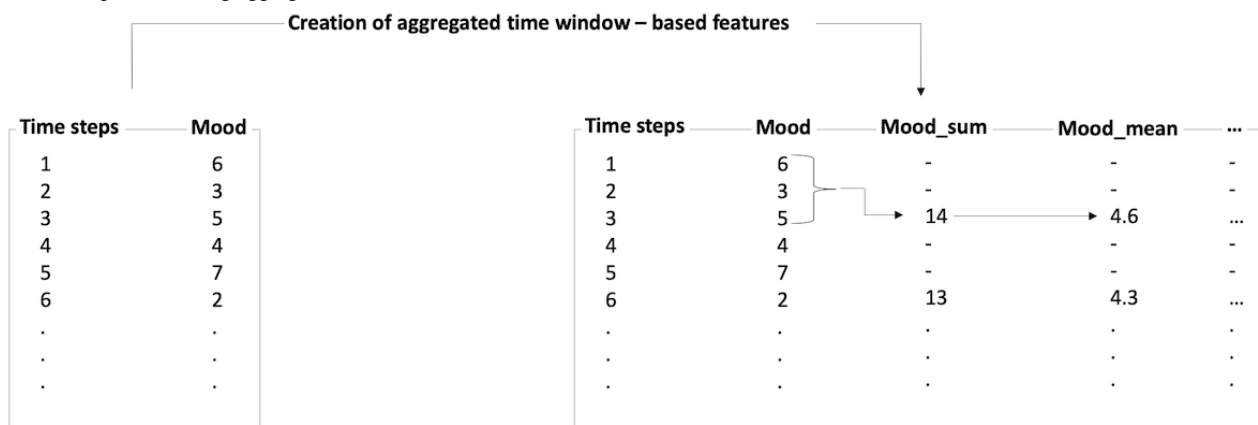 Creation of aggregated time window – based features
Time steps Mood
1 6
2 3
3 5
4 4
5 7
6 2
. .
. .
. .
Time steps Mood Mood_sum Mood_mean ...
1 6 - - -
2 3 - - -
3 5 14 4.6 ...
4 4 - - -
5 7 - - -
6 2 13 4.3 ...
. . . . .
. . . . .
. . . . .